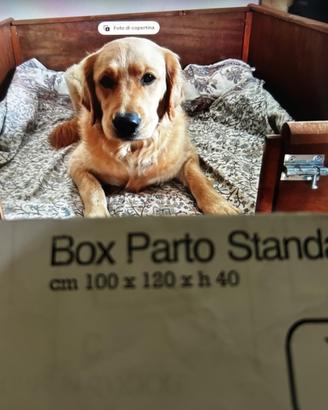 Foto di copertina
Box Parto Standa
cm 100 x 120 x h 40